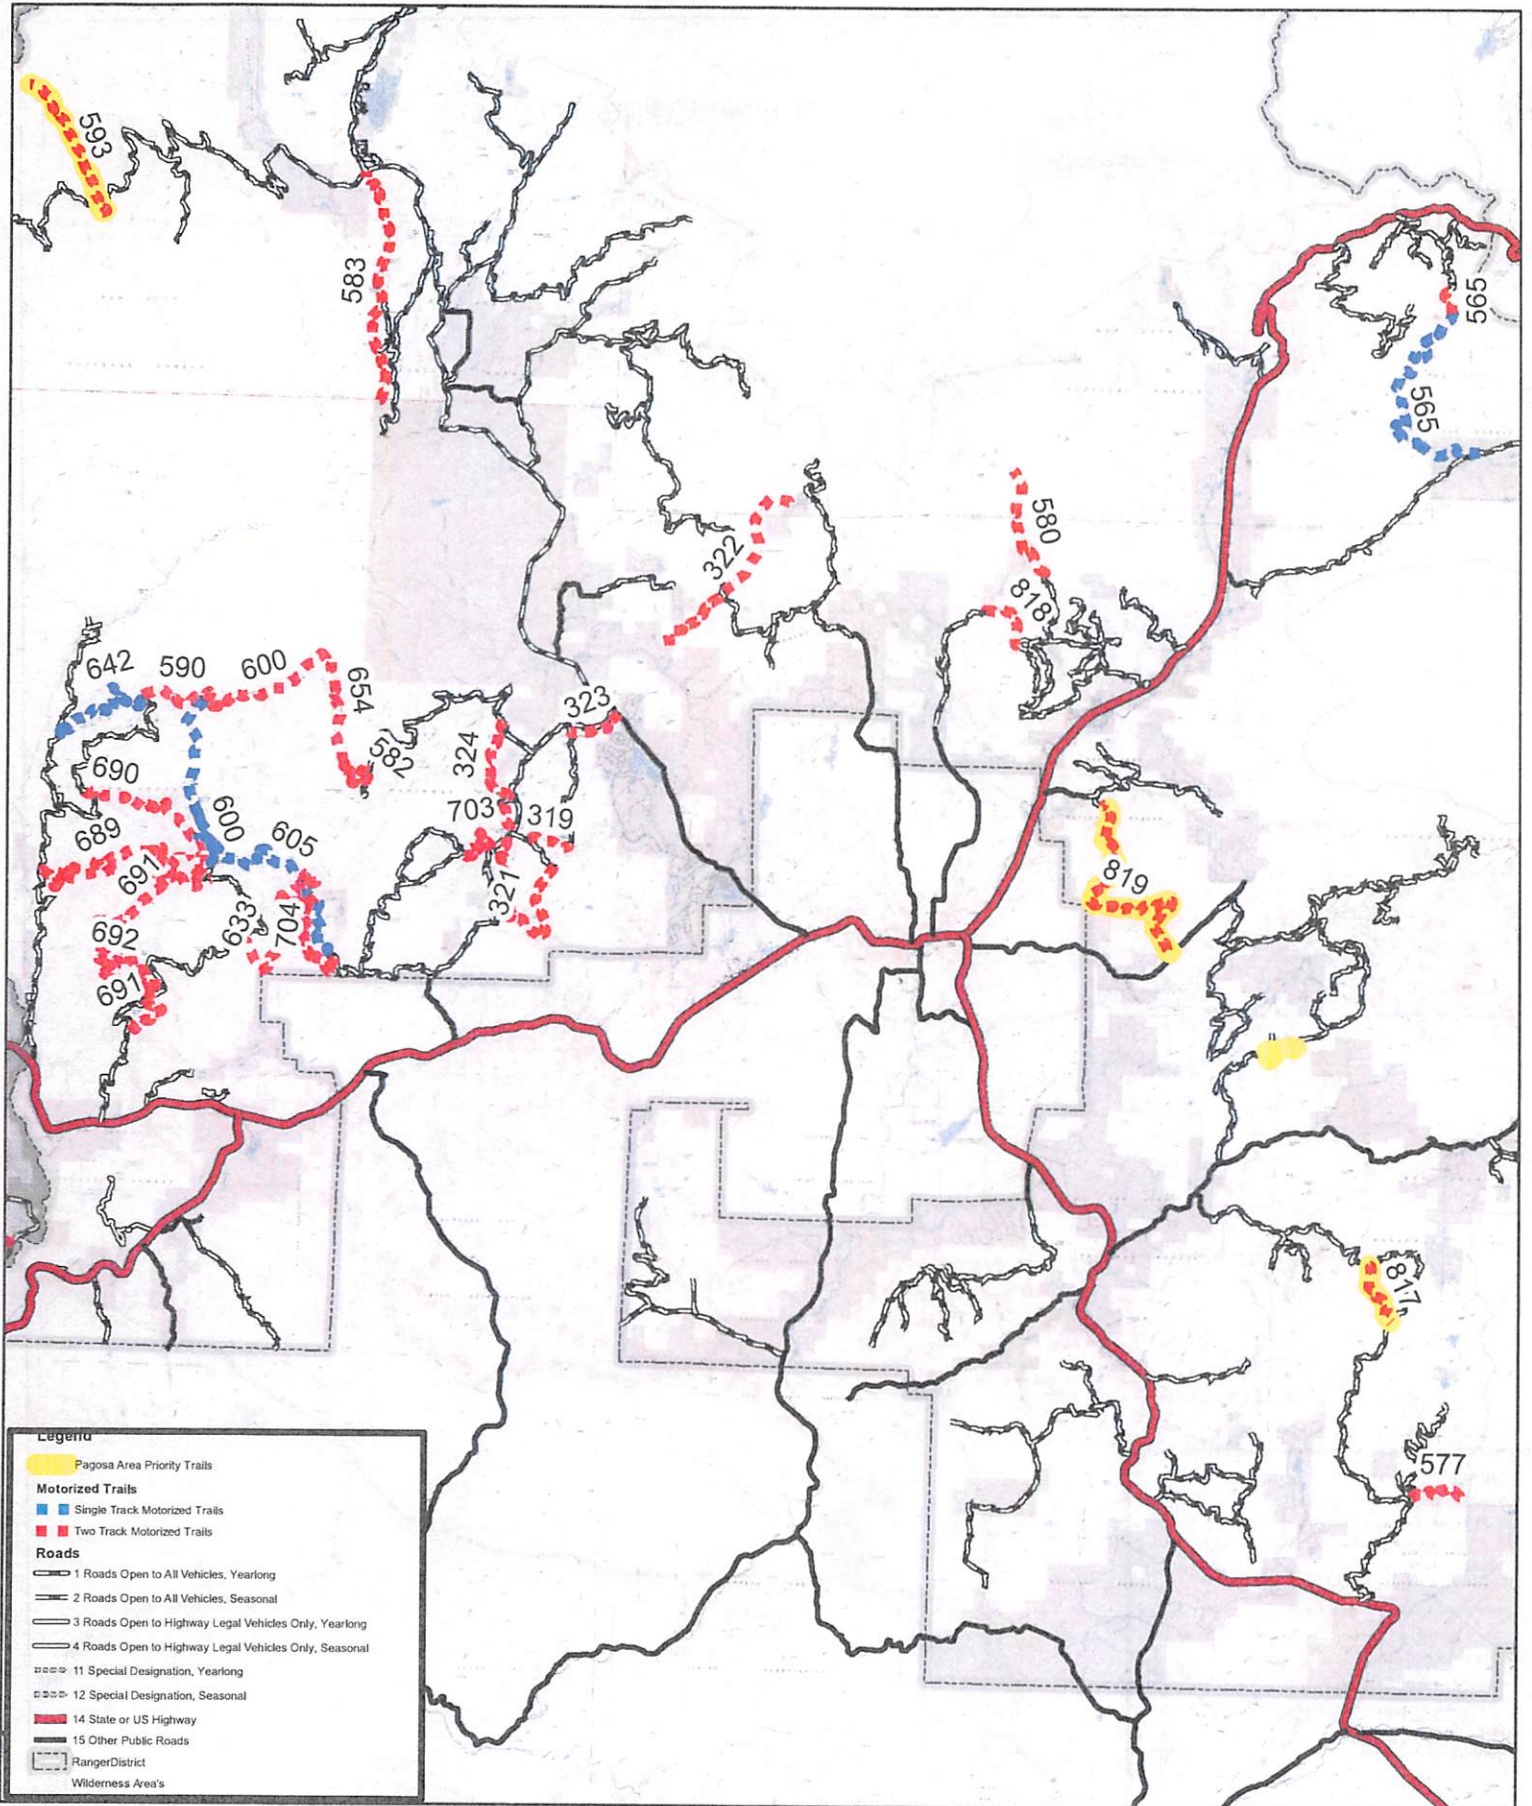 593
583
565
565
322
580
818
642
590
600
654
582
323
324
690
703
319
689
600
605
691
321
819
692
633
704
691
817
577
Legend
Pagosa Area Priority Trails
Motorized Trails
Single Track Motorized Trails
Two Track Motorized Trails
Roads
1 Roads Open to All Vehicles, Yearlong
2 Roads Open to All Vehicles, Seasonal
3 Roads Open to Highway Legal Vehicles Only, Yearlong
4 Roads Open to Highway Legal Vehicles Only, Seasonal
11 Special Designation, Yearlong
12 Special Designation, Seasonal
14 State or US Highway
15 Other Public Roads
RangerDistrict
Wilderness Area's